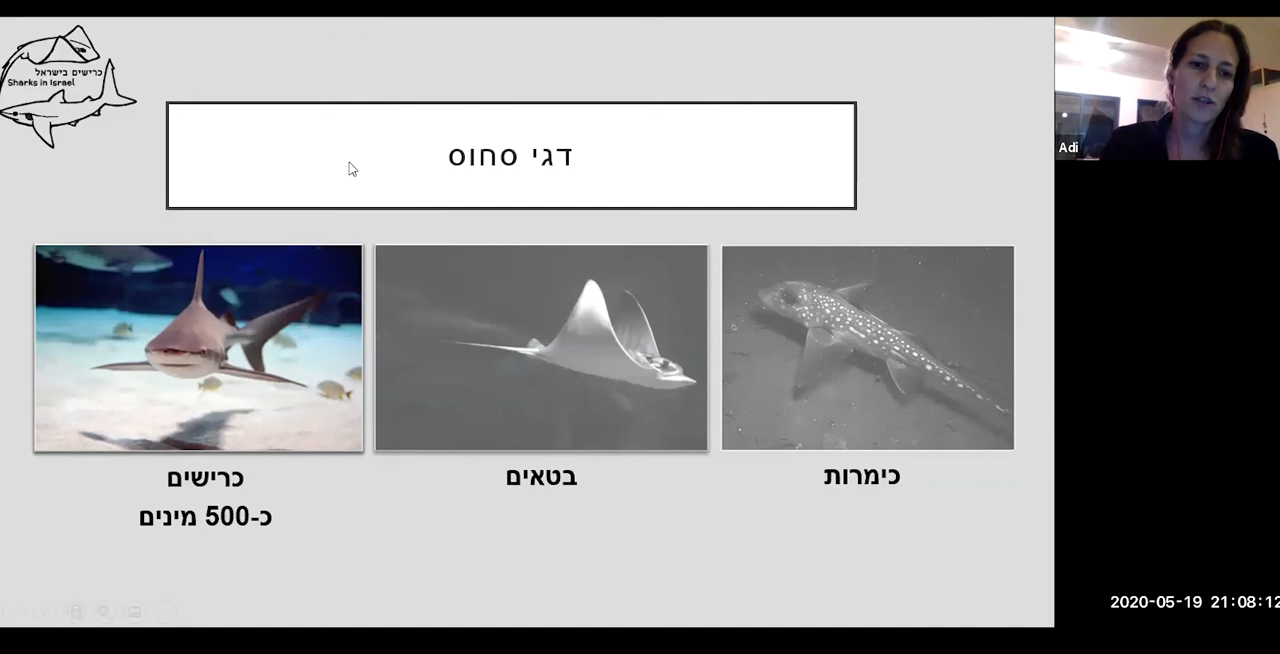 כרישים בישראל
Sharks in Israel
דגי סחוס
כרישים
כ-500 מינים
בטאים
כימרות
Adi
2020-05-19 21:08:12